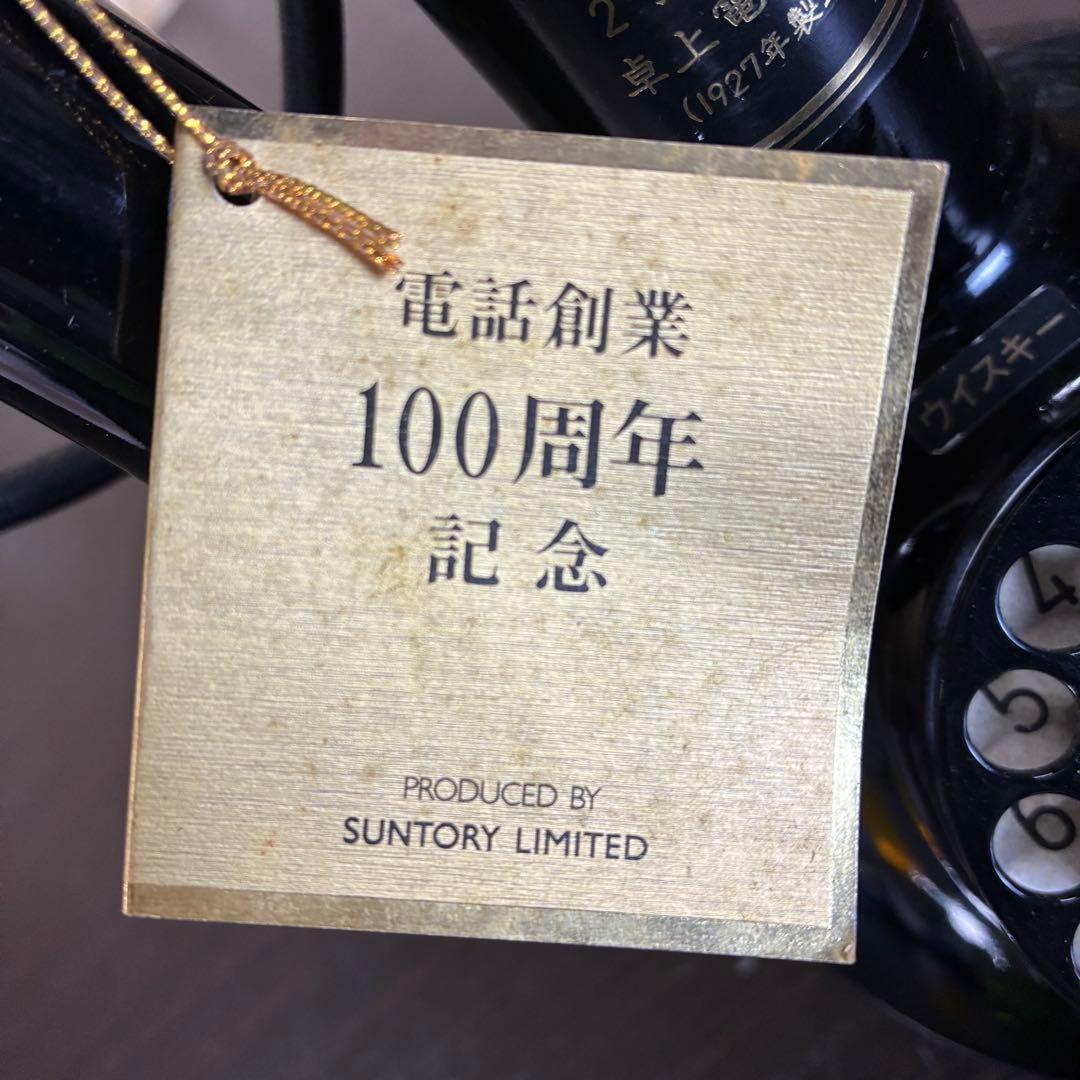 2
卓上電
(1927年製
電話創業
100周年
記念
PRODUCED BY
SUNTORY LIMITED
ウイスキー
4
5
6